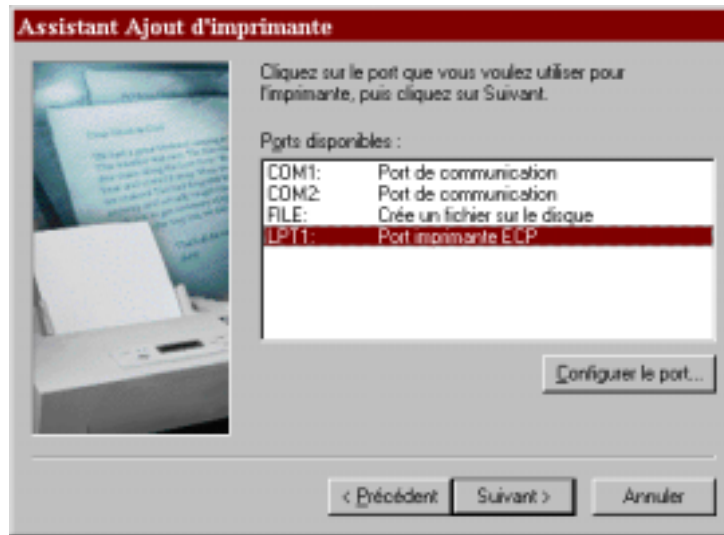 Assistant Ajout d'imprimante
Cliquez sur le port que vous voulez utiliser pour
l'imprimante, puis cliquez sur Suivant.
Ports disponibles :
COM1: Port de communication
COM2: Port de communication
FILE: Crée un fichier sur le disque
LPT1: Port imprimante ECP
Configurer le port...
< Précédent Suivant > Annuler